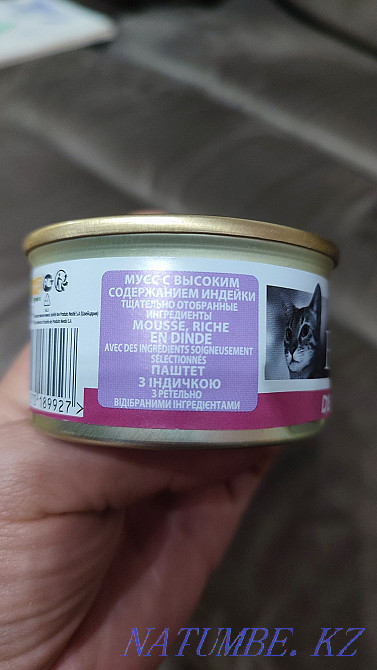 МУСС С ВЫСОКИМ
СОДЕРЖАНИЕМ ИНДЕЙКИ
ТЩАТЕЛЬНО ОТОБРАННЫЕ
ИНГРЕДИЕНТЫ
MOUSSE, RICHE
EN DINDE
AVEC DES INGRÉDIENTS SOIGNEUSEMENT
SÉLECTIONNÉS
ПАШТЕТ
З ІНДИЧКОЮ
З РЕТЕЛЬНО
ВІДІБРАНИМИ ІНГРЕДІЄНТАМИ
189927
NATUMBE.KZ